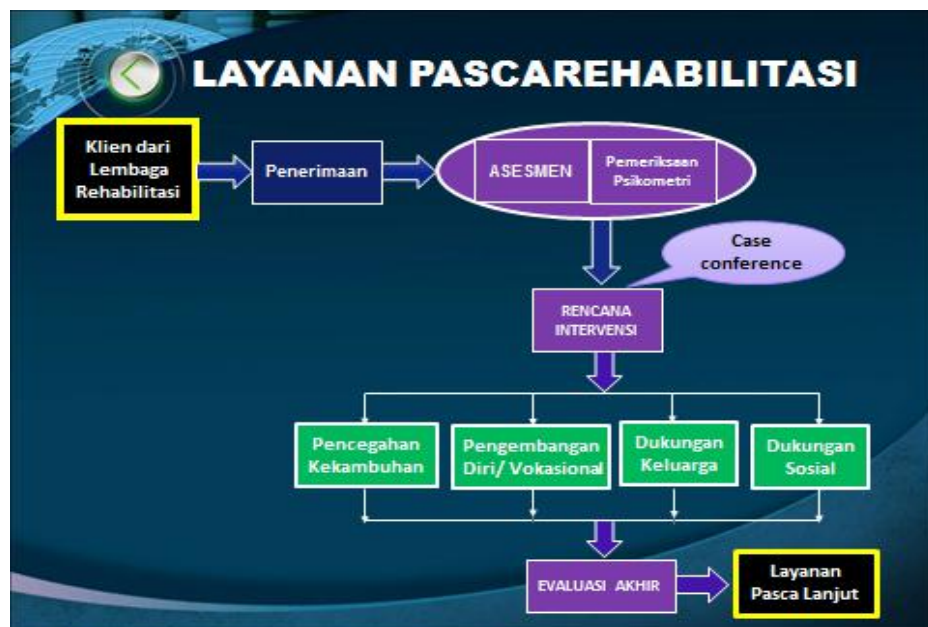 LAYANAN PASCAREHABILITASI
Klien dari
Lembaga
Rehabilitasi
Penerimaan
ASESMEN
Pemeriksaan
Psikometri
Case
conference
RENCANA
INTERVENSI
Pencegahan
Kekambuhan
Pengembangan
Diri/ Vokasional
Dukungan
Keluarga
Dukungan
Sosial
EVALUASI AKHIR
Layanan
Pasca Lanjut